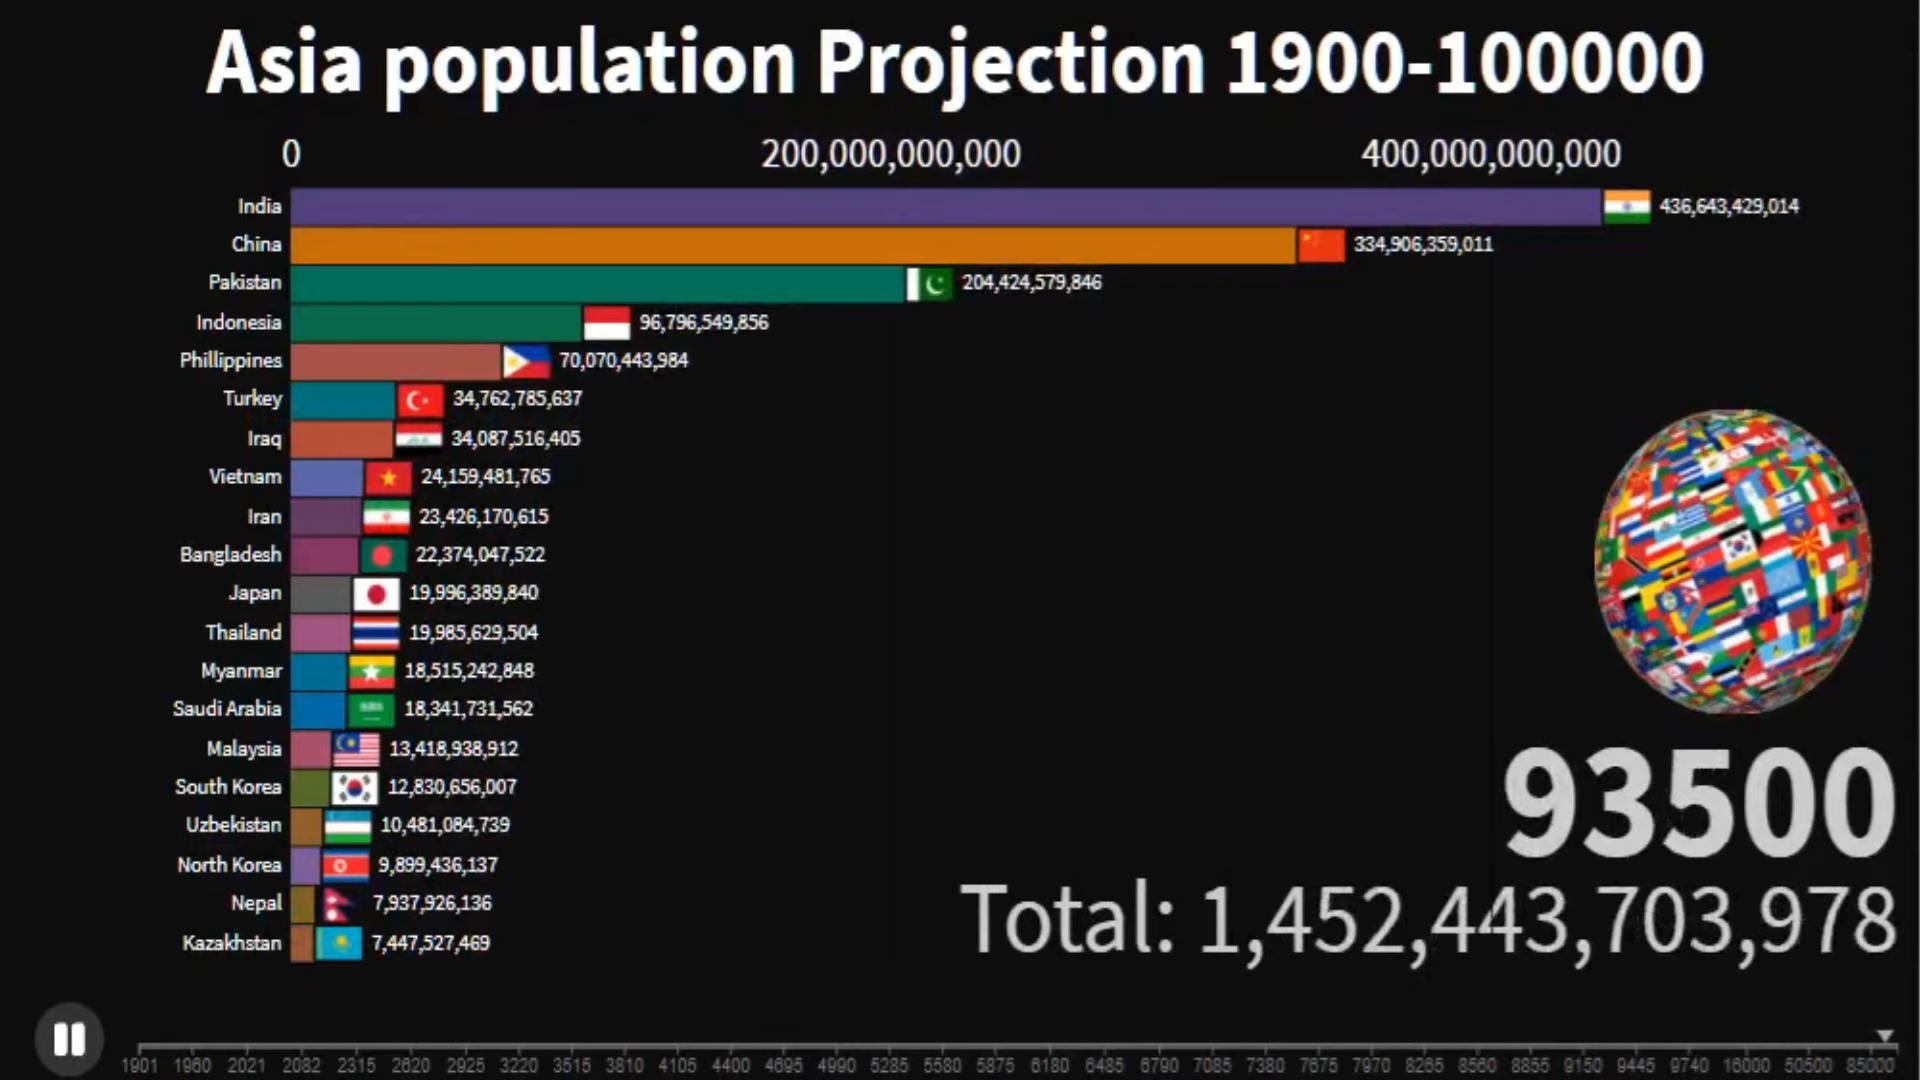 Asia population Projection 1900-100000
0 200,000,000,000 400,000,000,000
India 436,643,429,014
China 334,906,359,011
Pakistan 204,424,579,846
Indonesia 96,796,549,856
Phillippines 70,070,443,984
Turkey 34,762,785,637
Iraq 34,087,516,405
Vietnam 24,159,481,765
Iran 23,426,170,615
Bangladesh 22,374,047,522
Japan 19,996,389,840
Thailand 19,985,629,504
Myanmar 18,515,242,848
Saudi Arabia 18,341,731,562
Malaysia 13,418,938,912
South Korea 12,830,656,007
Uzbekistan 10,481,084,739
North Korea 9,899,436,137
Nepal 7,937,926,136
Kazakhstan 7,447,527,469
93500
Total: 1,452,443,703,978
1901 1960 2021 2082 2315 2620 2925 3220 3515 3810 4105 4400 4695 4990 5285 5580 5875 6180 6485 6790 7085 7380 7675 7970 8265 8560 8855 9150 9445 9740 16000 50500 85000